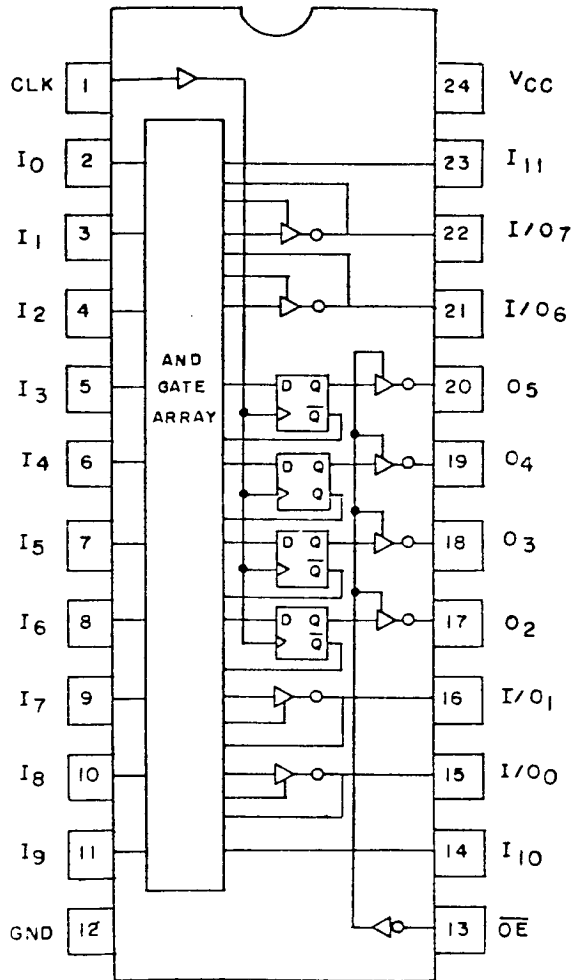 CLK 1 24 VCC
I0 2 23 I11
I1 3 22 I/O7
I2 4 21 I/O6
AND
GATE
ARRAY
I3 5 D Q Q̅ 20 O5
I4 6 D Q Q 19 O4
I5 7 D Q Q̅ 18 O3
I6 8 D Q Q̅ 17 O2
I7 9 16 I/O1
I8 10 15 I/O0
I9 11 14 I10
GND 12 13 O̅E̅